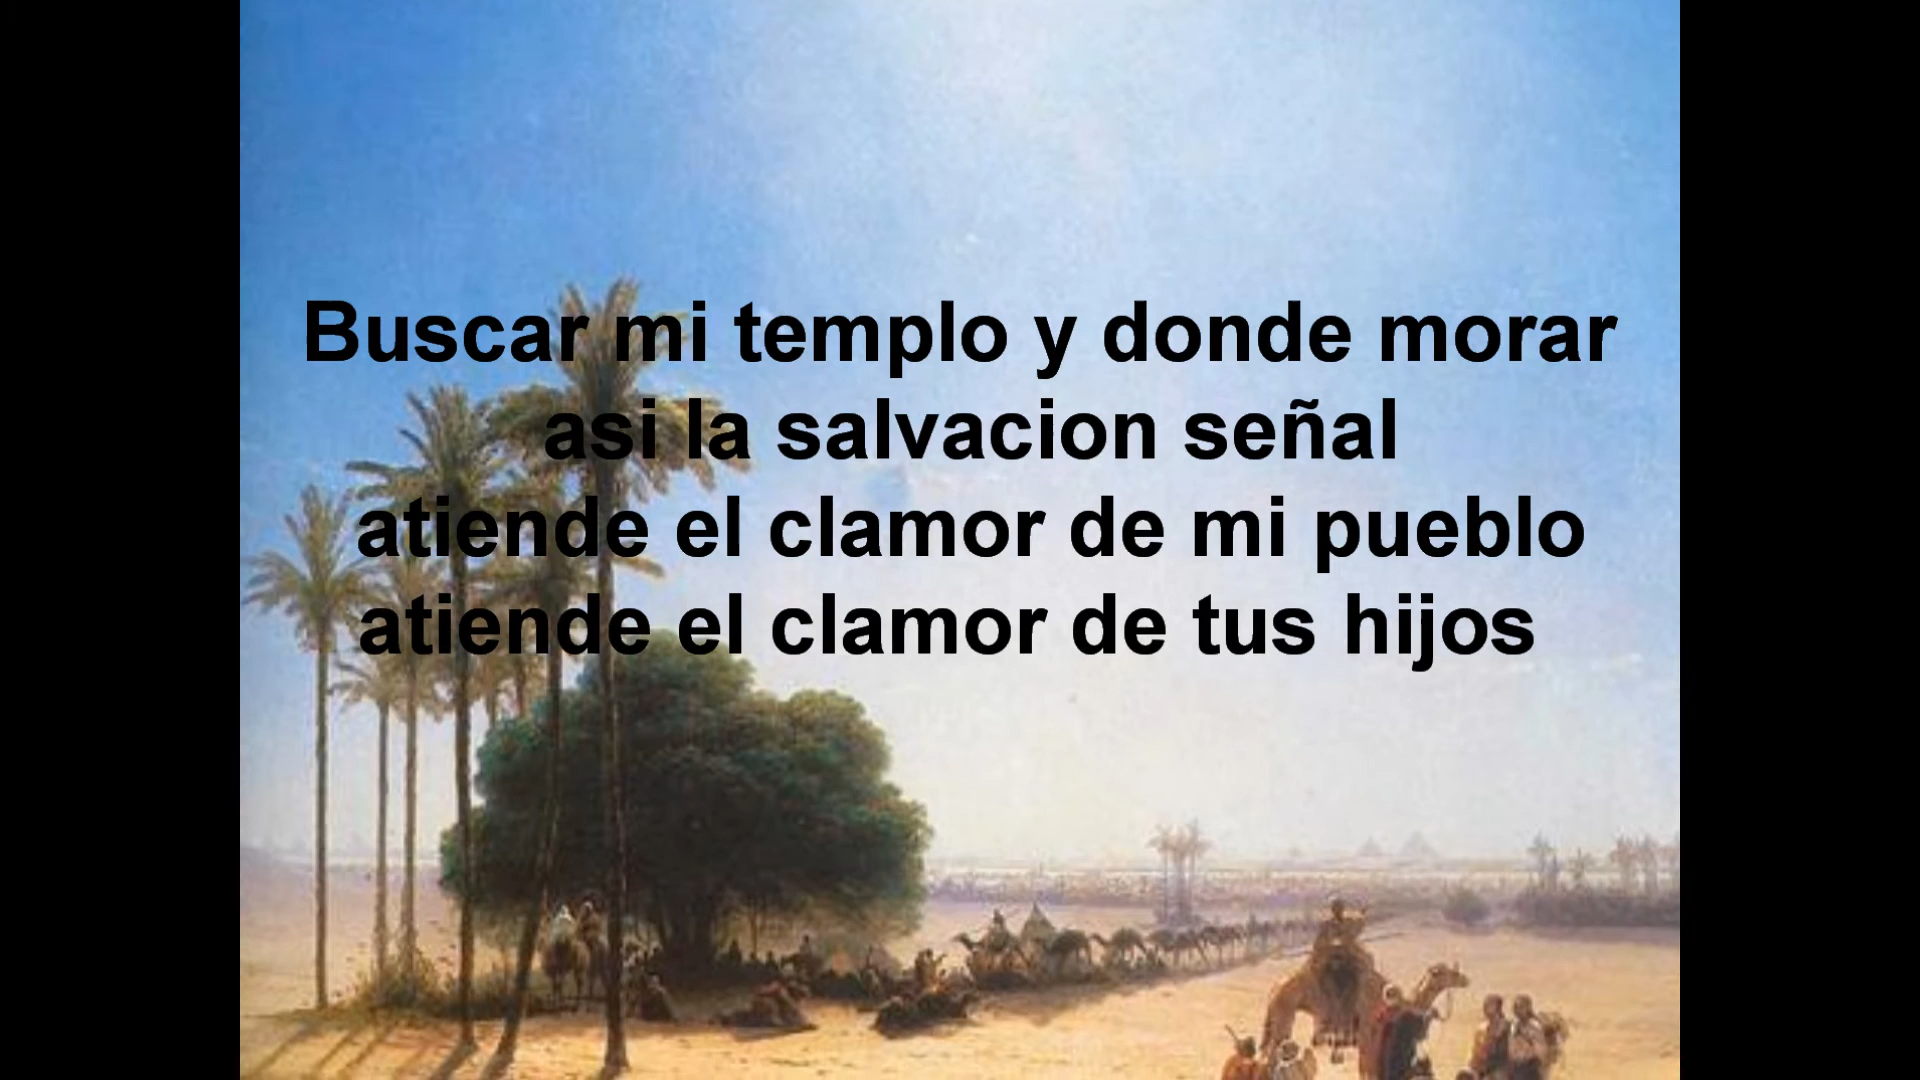 Buscar mi templo y donde morar
asi la salvacion señal
atiende el clamor de mi pueblo
atiende el clamor de tus hijos